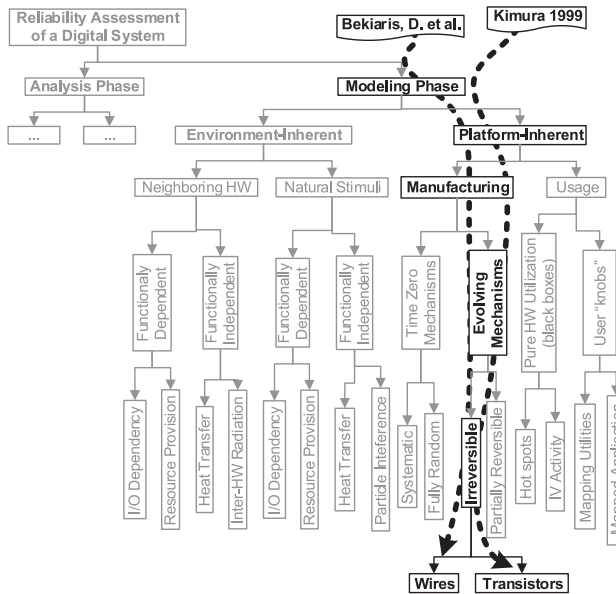 Reliability Assessment
of a Digital System
Bekiaris, D. et al.
Kimura 1999
Analysis Phase
Modeling Phase
...
...
Environment-Inherent
Platform-Inherent
Neighboring HW
Natural Stimuli
Manufacturing
Usage
Functionaly
Dependent
Functionally
Independent
Functionally
Dependent
Functionally
Independent
Time Zero
Mechanisms
Evolving
Mechanisms
Pure HW Utilization
(black boxes)
User "knobs"
I/O Dependency
Resource Provision
Heat Transfer
Inter-HW Radiation
I/O Dependency
Resource Provision
Heat Transfer
Particle Inteference
Systematic
Fully Random
Irreversible
Partially Reversible
Hot spots
IV Activity
Mapping Utilities
Mapped Application
Wires
Transistors